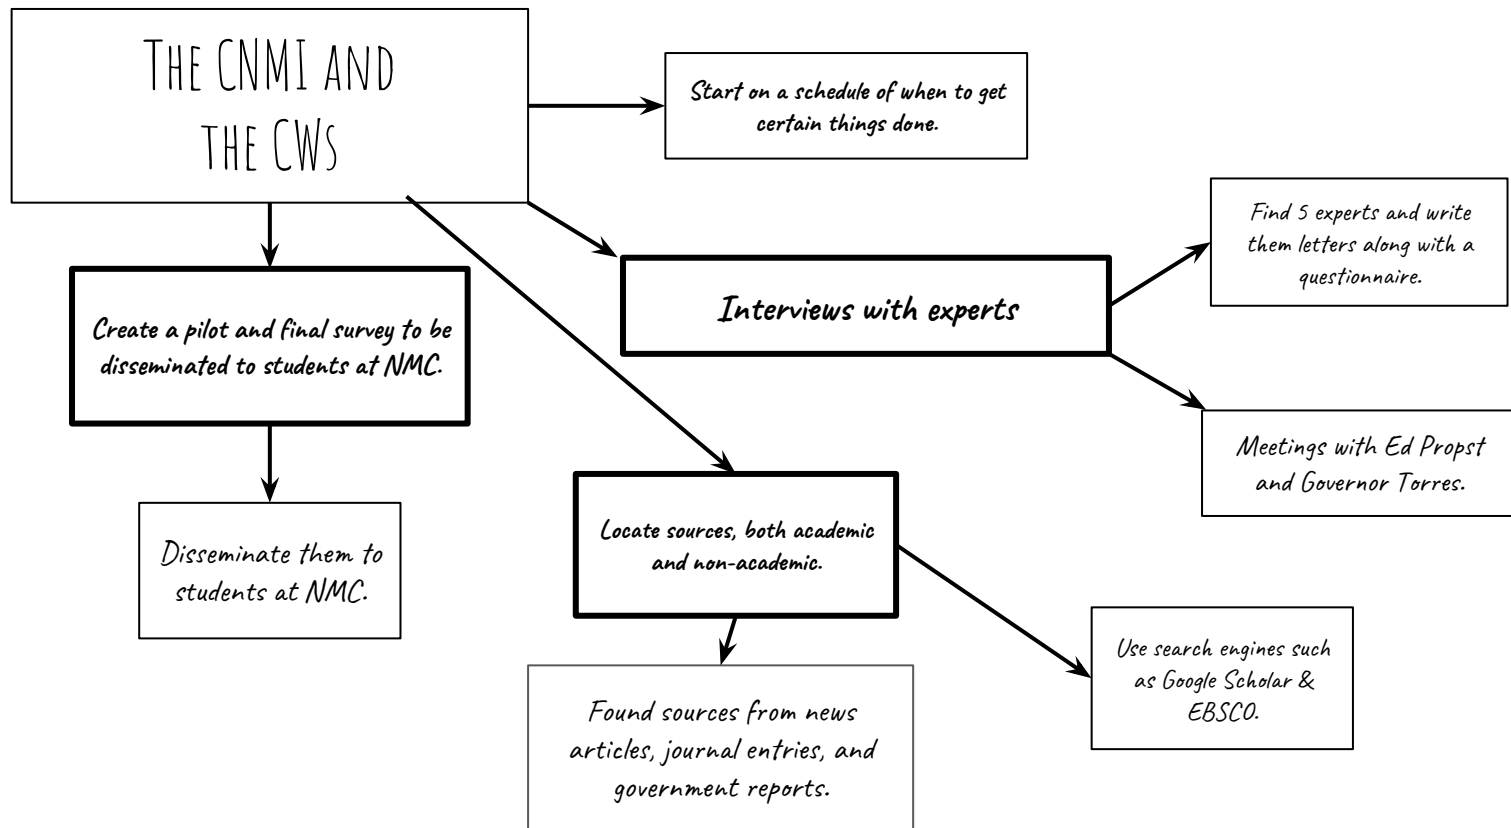 The CNMI and
the CWs
Start on a schedule of when to get
certain things done.
Find 5 experts and write
them letters along with a
questionnaire.
Interviews with experts
Create a pilot and final survey to be
disseminated to students at NMC.
Meetings with Ed Propst
and Governor Torres.
Locate sources, both academic
and non-academic.
Disseminate them to
students at NMC.
Use search engines such
as Google Scholar &
EBSCO.
Found sources from news
articles, journal entries, and
government reports.